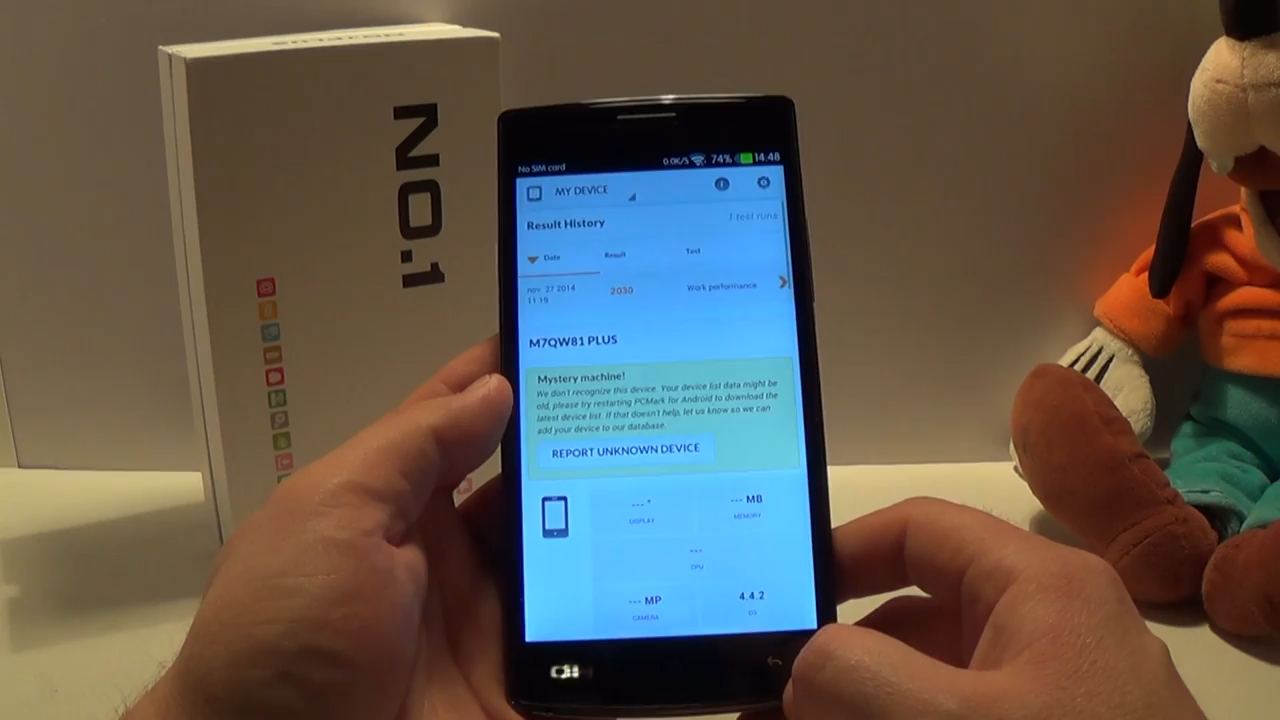 NO.1
No SIM card 0.0K/S 74% 14:48
MY DEVICE
Result History 1 test runs
Date Result Test
nov. 27 2014 2030 Work performance
11:19
M7QW81 PLUS
Mystery machine!
We don't recognize this device. Your device list data might be
old, please try restarting PCMark for Android to download the
latest device list. If that doesn't help, let us know so we can
add your device to our database.
REPORT UNKNOWN DEVICE
---" --- MB
DISPLAY MEMORY
---
CPU
--- MP 4.4.2
CAMERA OS